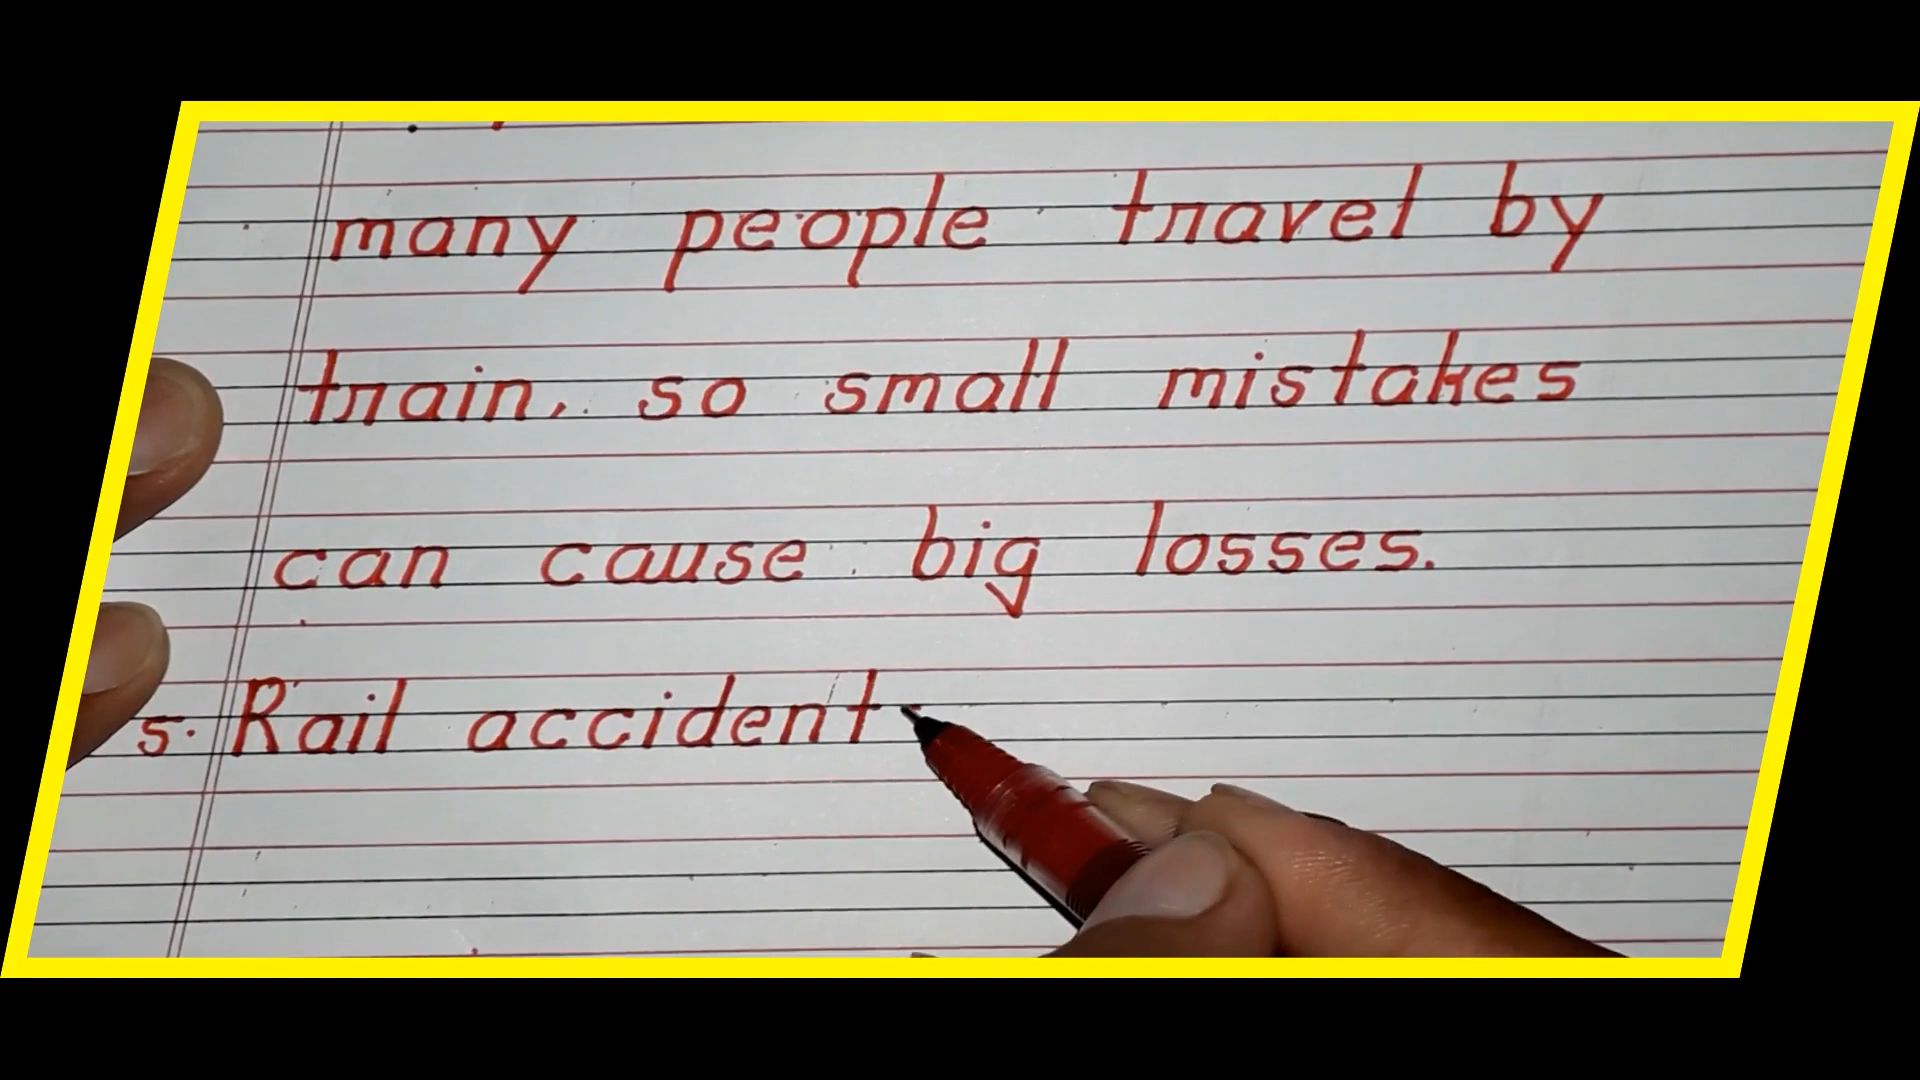 many people travel by
train, so small mistakes
can cause big losses.
5. Rail accident